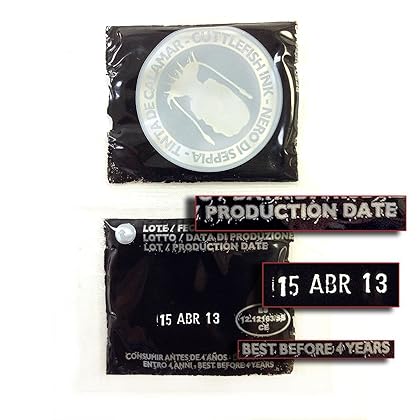 TINTA DE CALAMAR - CUTTLEFISH INK - NERO DI SEPPIA -
/ PRODUCTION DATE
LOTE/ FEC
LOTTO / DATA DI PRODUZIONE
LOT / PRODUCTION DATE
15 ABR 13
15 ABR 13
ES
CE
BEST BEFORE 4 YEARS
CONSUMIR ANTES DE 4 AÑOS -
ENTRO 4 ANNI - BEST BEFORE 4 YEARS